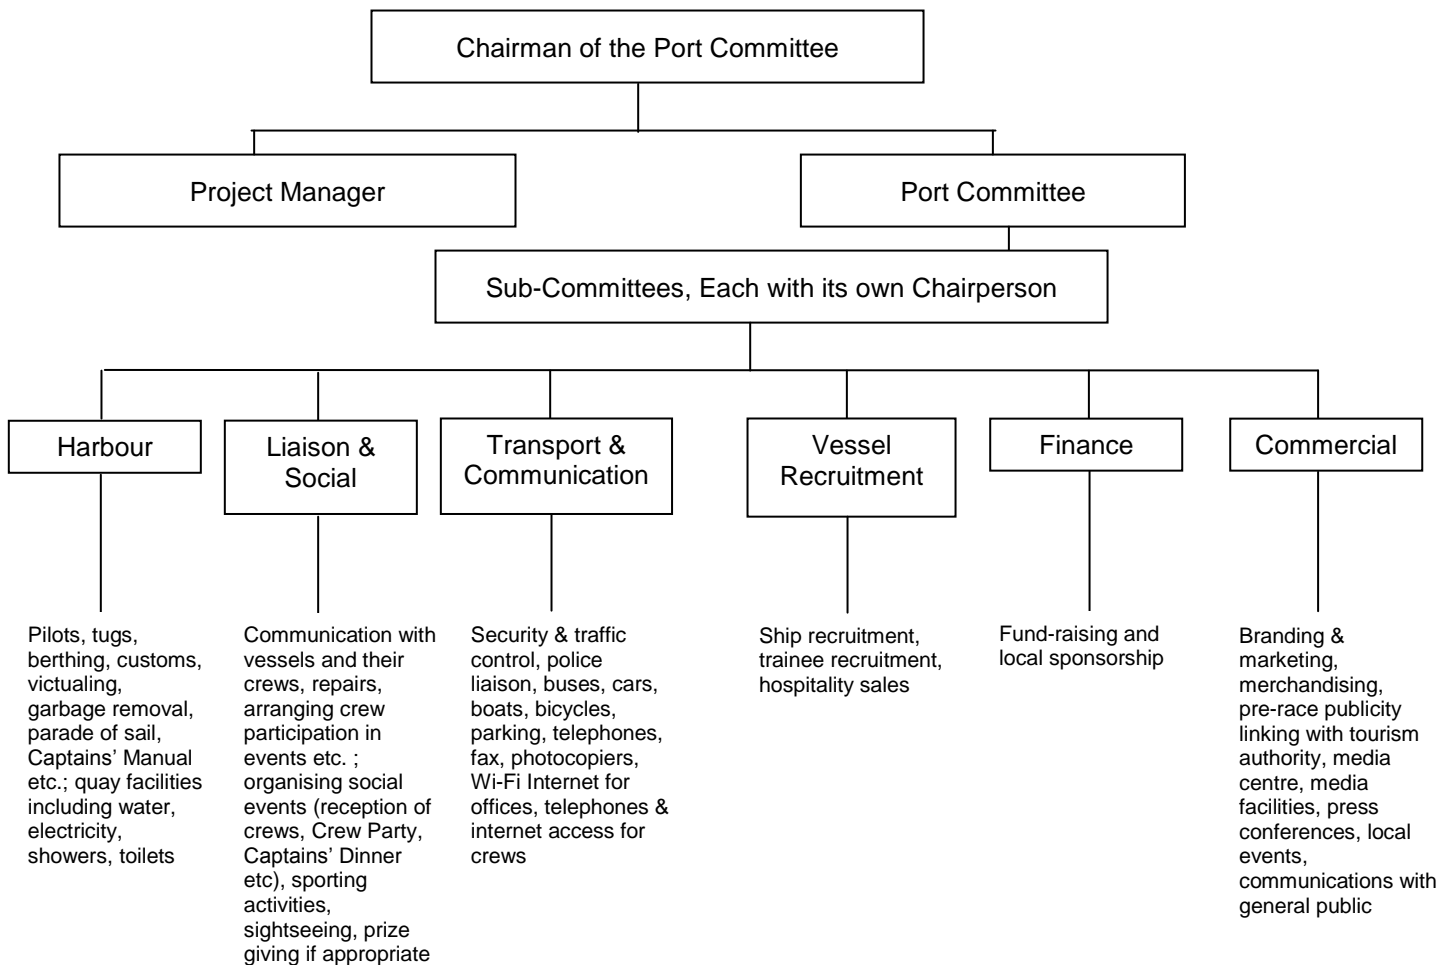 Chairman of the Port Committee
Project Manager
Port Committee
Sub-Committees, Each with its own Chairperson
Harbour
Liaison &
Social
Transport &
Communication
Vessel
Recruitment
Finance
Commercial
Pilots, tugs,
berthing, customs,
victualing,
garbage removal,
parade of sail,
Captains’ Manual
etc.; quay facilities
including water,
electricity,
showers, toilets
Communication with
vessels and their
crews, repairs,
arranging crew
participation in
events etc. ;
organising social
events (reception of
crews, Crew Party,
Captains’ Dinner
etc), sporting
activities,
sightseeing, prize
giving if appropriate
Security & traffic
control, police
liaison, buses, cars,
boats, bicycles,
parking, telephones,
fax, photocopiers,
Wi-Fi Internet for
offices, telephones &
internet access for
crews
Ship recruitment,
trainee recruitment,
hospitality sales
Fund-raising and
local sponsorship
Branding &
marketing,
merchandising,
pre-race publicity
linking with tourism
authority, media
centre, media
facilities, press
conferences, local
events,
communications with
general public